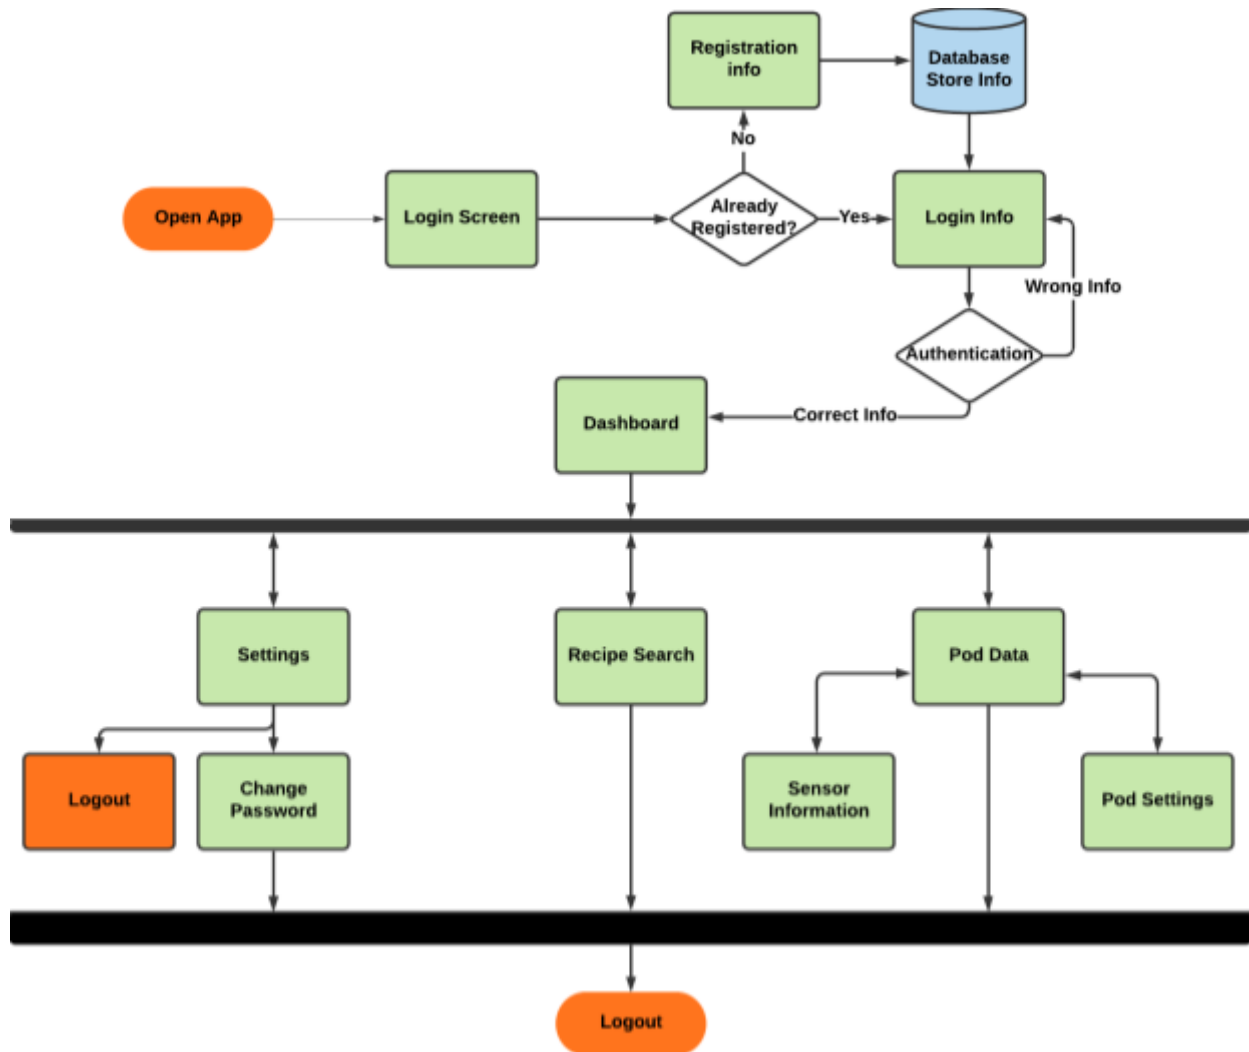 Registration
info
Database
Store Info
No
Open App
Login Screen
Already
Registered?
Yes
Login Info
Wrong Info
Authentication
Dashboard
Correct Info
Settings
Recipe Search
Pod Data
Logout
Change
Password
Sensor
Information
Pod Settings
Logout